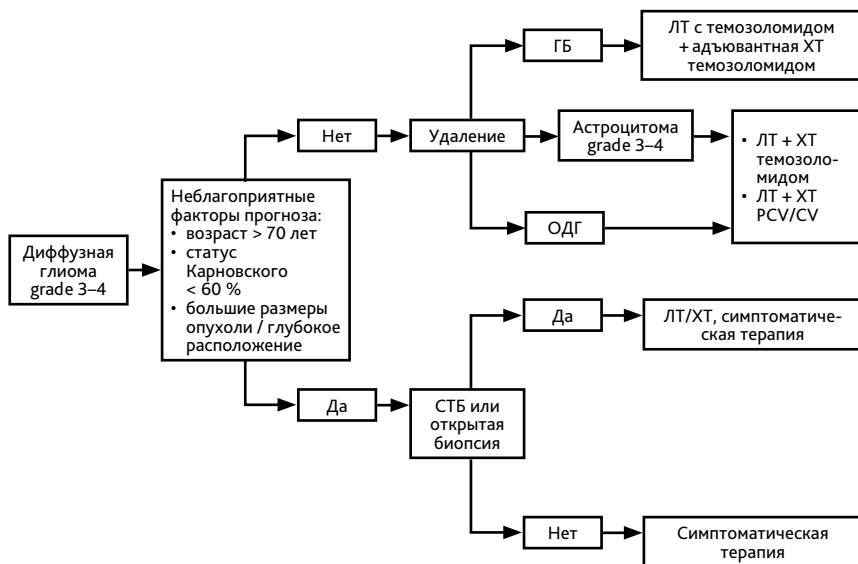 Диффузная
глиома
grade 3–4
Неблагоприятные
факторы прогноза:
• возраст > 70 лет
• статус
Карновского
< 60 %
• большие размеры
опухоли / глубокое
расположение
Нет
Удаление
ГБ
ЛТ с темозоломидом
+ адъювантная ХТ
темозоломидом
Астроцитома
grade 3–4
ОДГ
• ЛТ + ХТ
темозоло-
мидом
• ЛТ + ХТ
PCV/CV
Да
СТБ или
открытая
биопсия
Да
ЛТ/ХТ, симптоматиче-
ская терапия
Нет
Симптоматическая
терапия